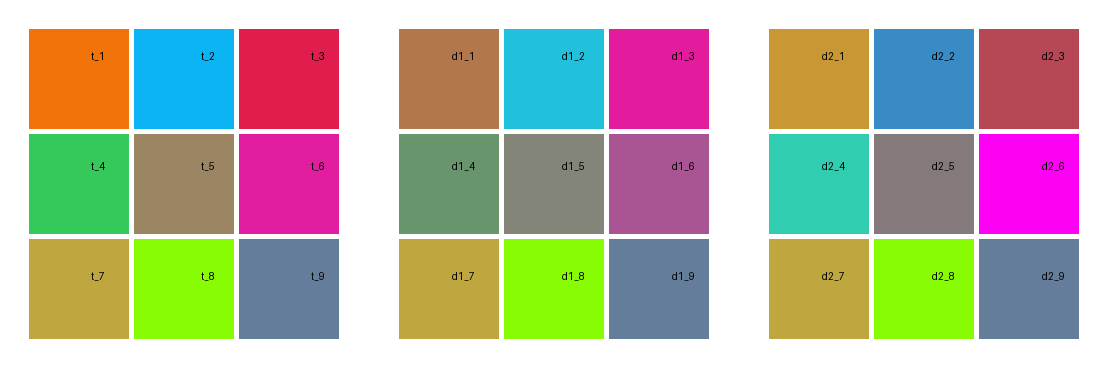 t_1 t_2 t_3 d1_1 d1_2 d1_3 d2_1 d2_2 d2_3
t_4 t_5 t_6 d1_4 d1_5 d1_6 d2_4 d2_5 d2_6
t_7 t_8 t_9 d1_7 d1_8 d1_9 d2_7 d2_8 d2_9